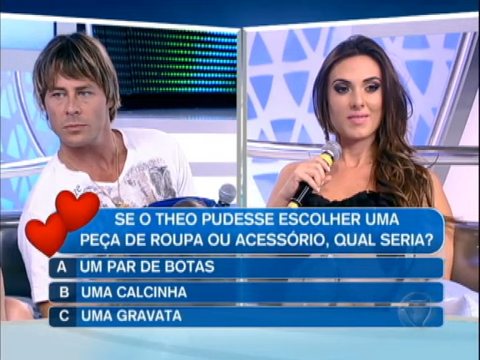 SE O THEO PUDESSE ESCOLHER UMA
PEÇA DE ROUPA OU ACESSÓRIO, QUAL SERIA?
A UM PAR DE BOTAS
B UMA CALCINHA
C UMA GRAVATA